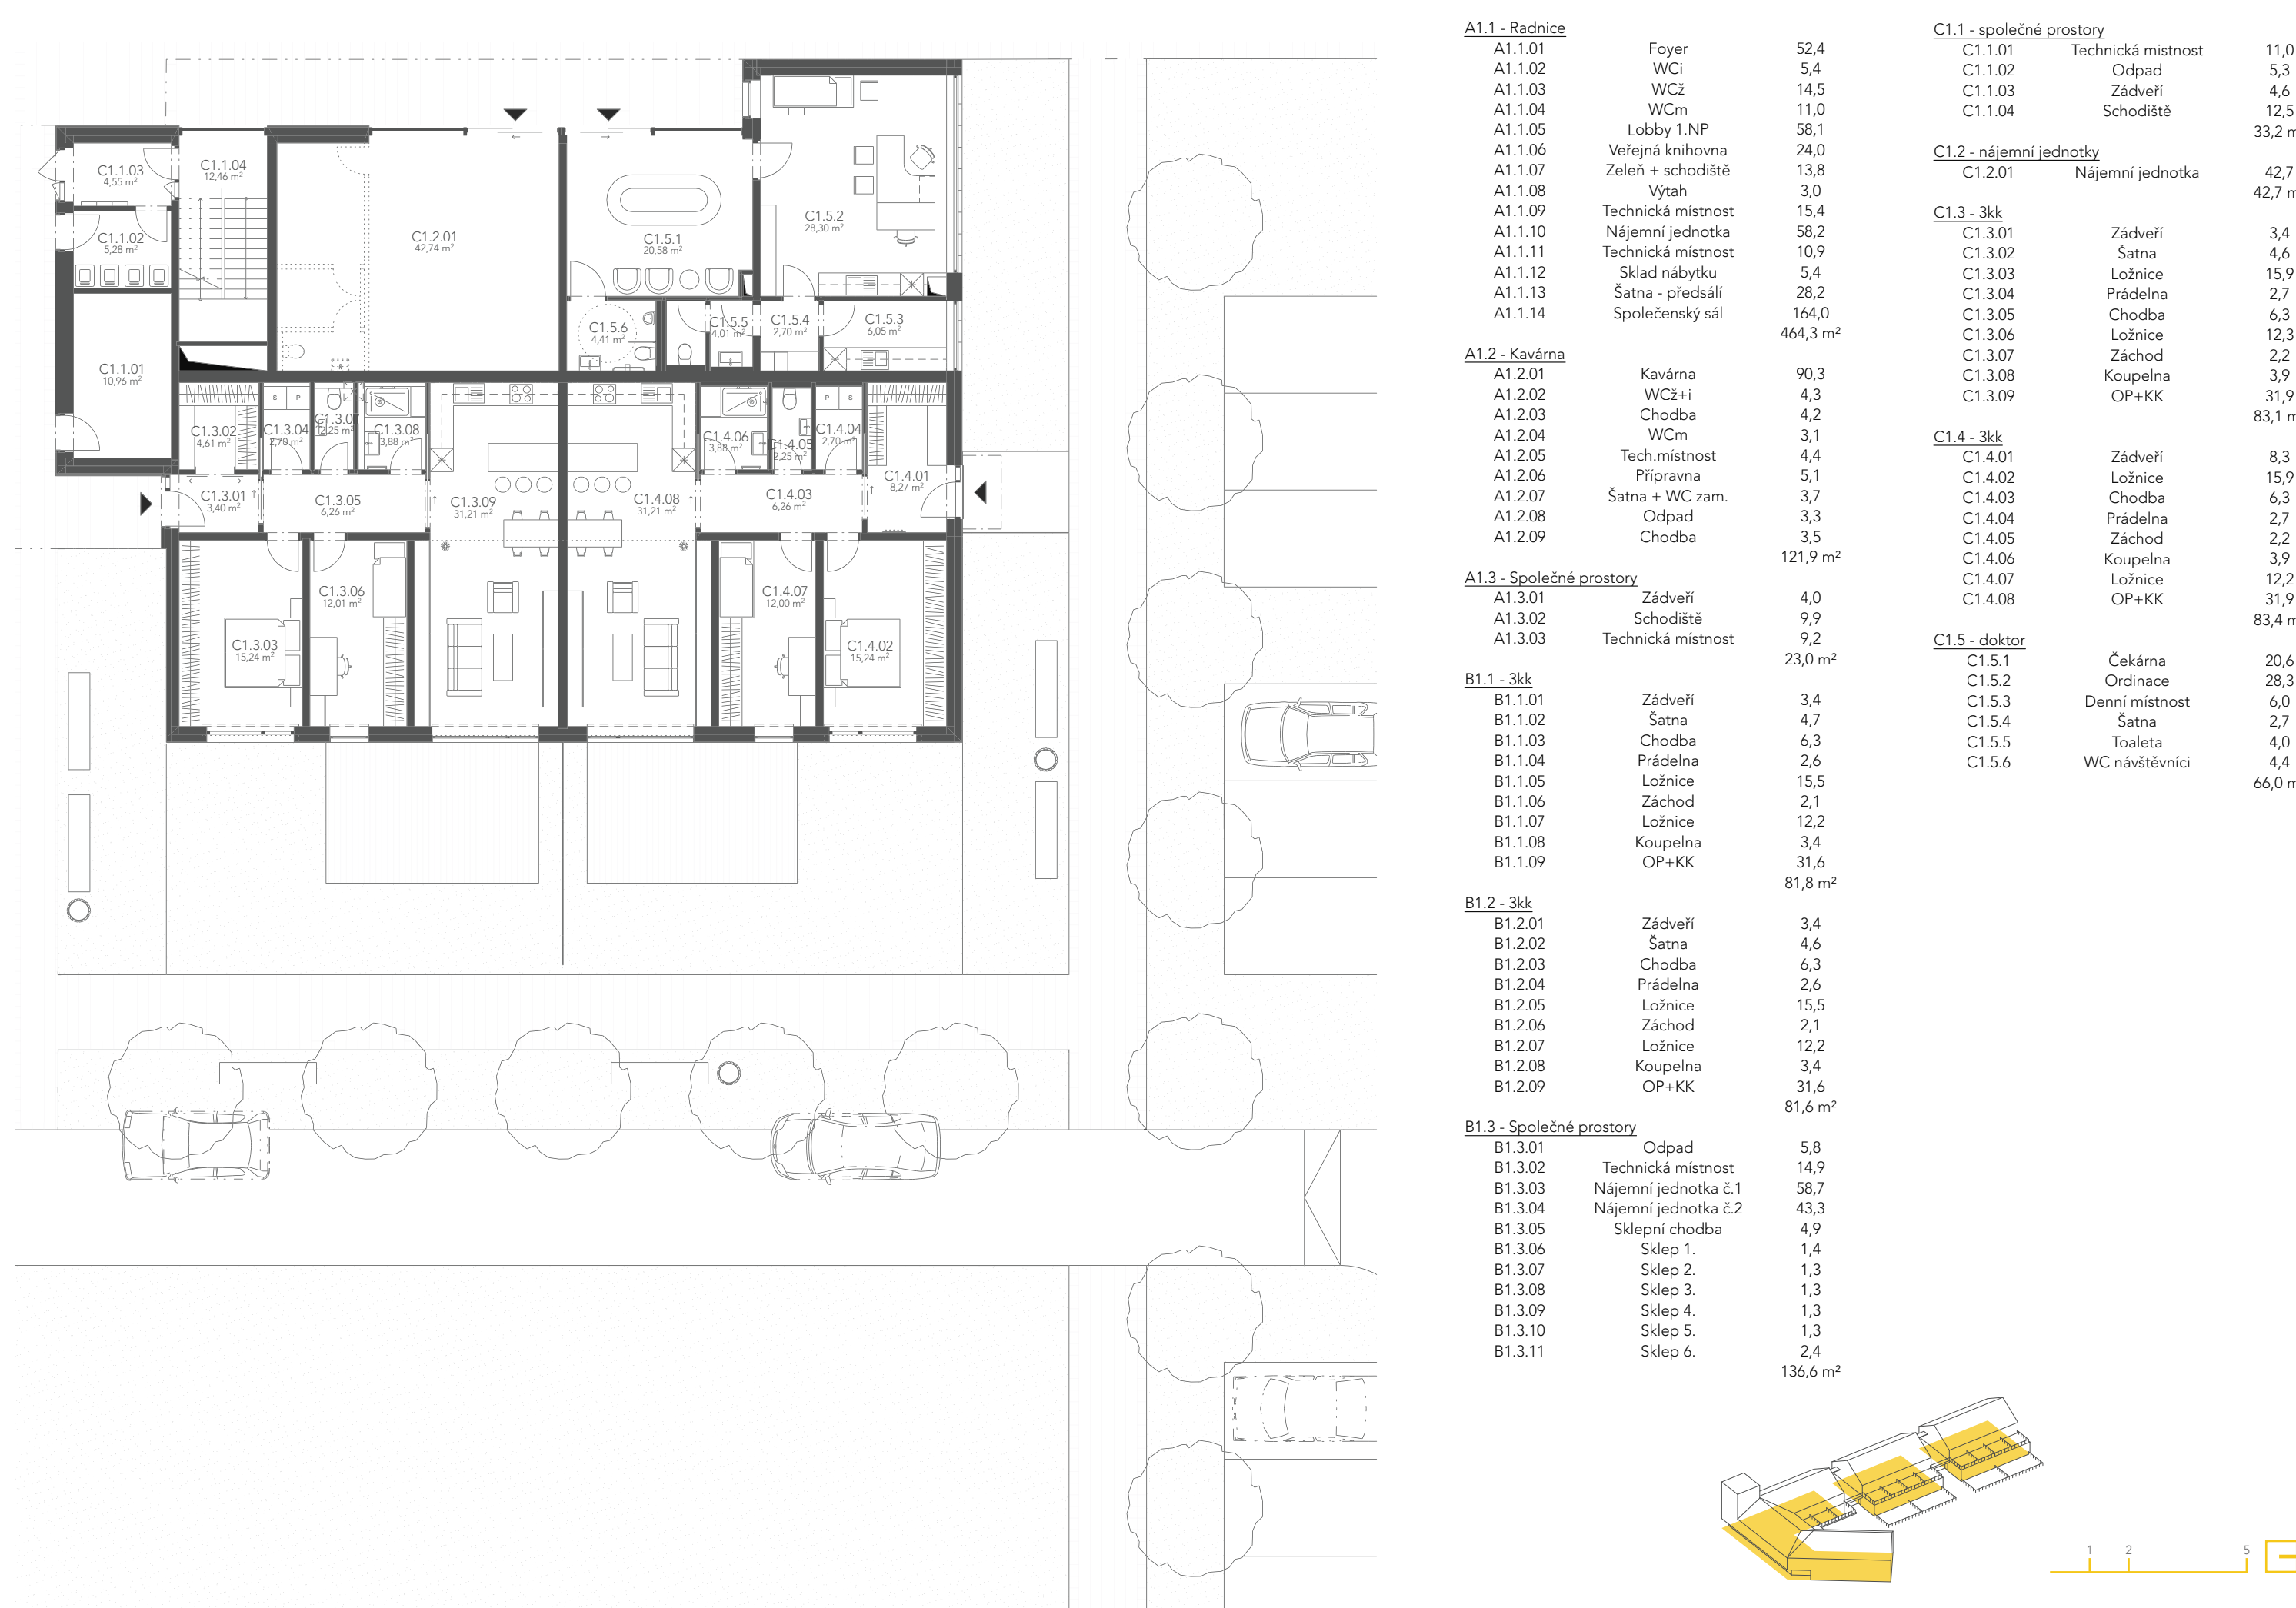 C1.1.03
4,55 m²
C1.1.04
12,46 m²
C1.1.02
5,28 m²
C1.1.01
10,96 m²
C1.2.01
42,74 m²
C1.5.1
20,58 m²
C1.5.2
28,30 m²
C1.5.6
4,41 m²
C1.5.5
4,01 m²
C1.5.4
2,70 m²
C1.5.3
6,05 m²
C1.3.02
4,61 m²
S P
C1.3.04
2,70 m²
2,25 m²
C1.3.08
3,88 m²
C1.4.06
3,88 m²
C1.4.05
2,25 m²
P S
C1.4.04
2,70 m²
C1.4.01
8,27 m²
C1.3.01
3,40 m²
C1.3.05
6,26 m²
C1.3.09
31,21 m²
C1.4.08
31,21 m²
C1.4.03
6,26 m²
C1.3.03
15,24 m²
C1.3.06
12,01 m²
C1.4.07
12,00 m²
C1.4.02
15,24 m²
A1.1 - Radnice
A1.1.01 Foyer 52,4
A1.1.02 WCi 5,4
A1.1.03 WCž 14,5
A1.1.04 WCm 11,0
A1.1.05 Lobby 1.NP 58,1
A1.1.06 Veřejná knihovna 24,0
A1.1.07 Zeleň + schodiště 13,8
A1.1.08 Výtah 3,0
A1.1.09 Technická místnost 15,4
A1.1.10 Nájemní jednotka 58,2
A1.1.11 Technická místnost 10,9
A1.1.12 Sklad nábytku 5,4
A1.1.13 Šatna - předsálí 28,2
A1.1.14 Společenský sál 164,0
464,3 m²
A1.2 - Kavárna
A1.2.01 Kavárna 90,3
A1.2.02 WCž+i 4,3
A1.2.03 Chodba 4,2
A1.2.04 WCm 3,1
A1.2.05 Tech.místnost 4,4
A1.2.06 Přípravna 5,1
A1.2.07 Šatna + WC zam. 3,7
A1.2.08 Odpad 3,3
A1.2.09 Chodba 3,5
121,9 m²
A1.3 - Společné prostory
A1.3.01 Zádveří 4,0
A1.3.02 Schodiště 9,9
A1.3.03 Technická místnost 9,2
23,0 m²
B1.1 - 3kk
B1.1.01 Zádveří 3,4
B1.1.02 Šatna 4,7
B1.1.03 Chodba 6,3
B1.1.04 Prádelna 2,6
B1.1.05 Ložnice 15,5
B1.1.06 Záchod 2,1
B1.1.07 Ložnice 12,2
B1.1.08 Koupelna 3,4
B1.1.09 OP+KK 31,6
81,8 m²
B1.2 - 3kk
B1.2.01 Zádveří 3,4
B1.2.02 Šatna 4,6
B1.2.03 Chodba 6,3
B1.2.04 Prádelna 2,6
B1.2.05 Ložnice 15,5
B1.2.06 Záchod 2,1
B1.2.07 Ložnice 12,2
B1.2.08 Koupelna 3,4
B1.2.09 OP+KK 31,6
81,6 m²
B1.3 - Společné prostory
B1.3.01 Odpad 5,8
B1.3.02 Technická místnost 14,9
B1.3.03 Nájemní jednotka č.1 58,7
B1.3.04 Nájemní jednotka č.2 43,3
B1.3.05 Sklepní chodba 4,9
B1.3.06 Sklep 1. 1,4
B1.3.07 Sklep 2. 1,3
B1.3.08 Sklep 3. 1,3
B1.3.09 Sklep 4. 1,3
B1.3.10 Sklep 5. 1,3
B1.3.11 Sklep 6. 2,4
136,6 m²
C1.1 - společné prostory
C1.1.01 Technická mistnost 11,0
C1.1.02 Odpad 5,3
C1.1.03 Zádveří 4,6
C1.1.04 Schodiště 12,5
33,2 m
C1.2 - nájemní jednotky
C1.2.01 Nájemní jednotka 42,7
42,7 m
C1.3 - 3kk
C1.3.01 Zádveří 3,4
C1.3.02 Šatna 4,6
C1.3.03 Ložnice 15,9
C1.3.04 Prádelna 2,7
C1.3.05 Chodba 6,3
C1.3.06 Ložnice 12,3
C1.3.07 Záchod 2,2
C1.3.08 Koupelna 3,9
C1.3.09 OP+KK 31,9
83,1 m
C1.4 - 3kk
C1.4.01 Zádveří 8,3
C1.4.02 Ložnice 15,9
C1.4.03 Chodba 6,3
C1.4.04 Prádelna 2,7
C1.4.05 Záchod 2,2
C1.4.06 Koupelna 3,9
C1.4.07 Ložnice 12,2
C1.4.08 OP+KK 31,9
83,4 m
C1.5 - doktor
C1.5.1 Čekárna 20,6
C1.5.2 Ordinace 28,3
C1.5.3 Denní místnost 6,0
C1.5.4 Šatna 2,7
C1.5.5 Toaleta 4,0
C1.5.6 WC návštěvníci 4,4
66,0 m
1 2 5